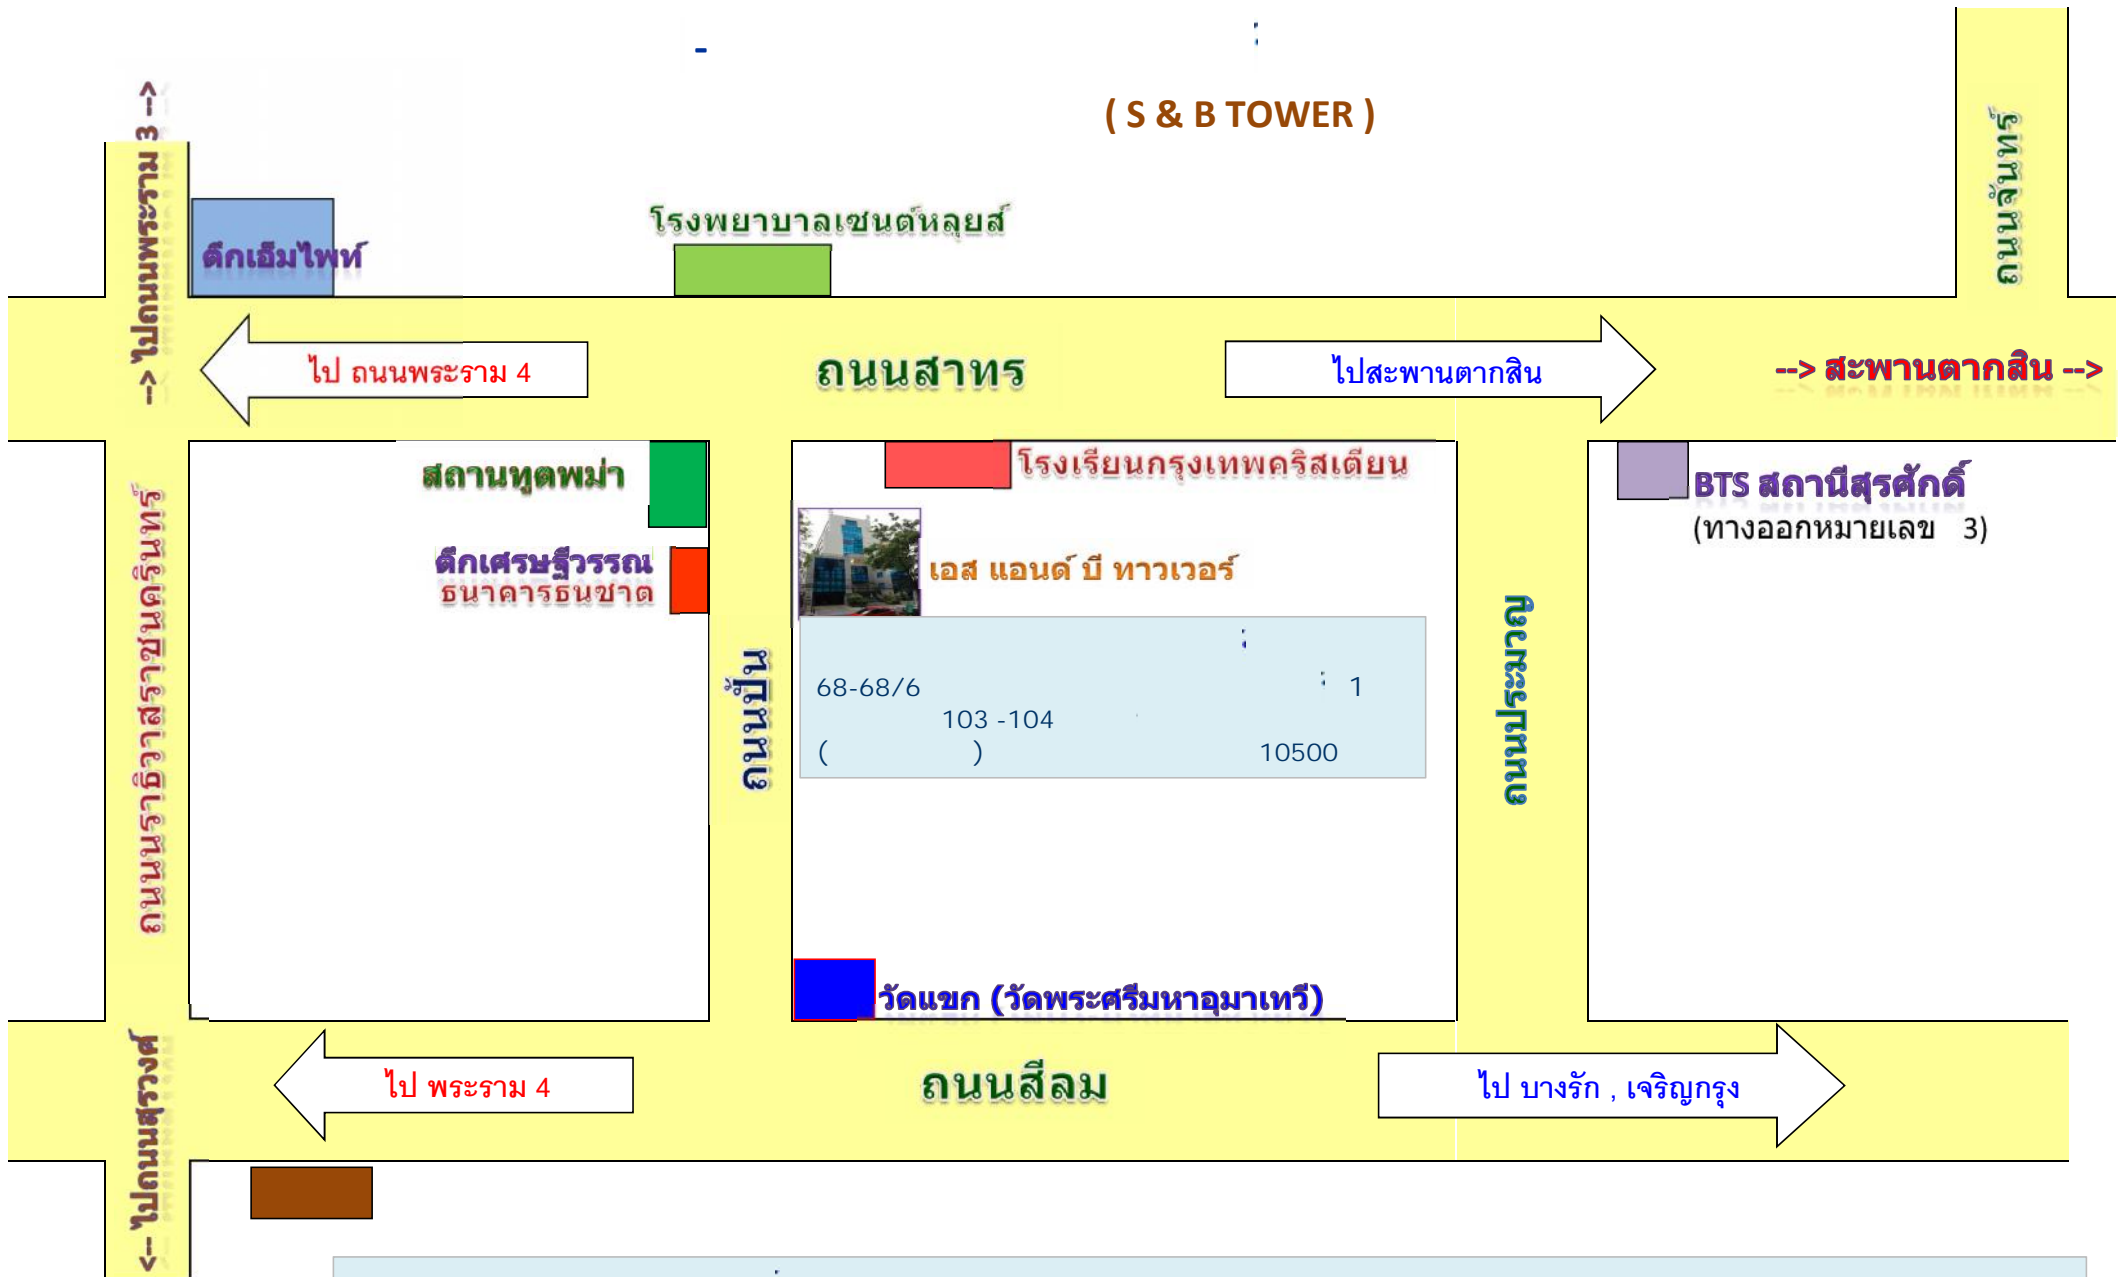 -
( S & B TOWER )
--> ไปถนนพระราม 3 -->
ถนนจันทร์
ตึกเอ็มไพท์
โรงพยาบาลเซนต์หลุยส์
ไป ถนนพระราม 4
ถนนสาทร
ไปสะพานตากสิน
--> สะพานตากสิน -->
สถานทูตพม่า
โรงเรียนกรุงเทพคริสเตียน
BTS สถานีสุรศักดิ์
(ทางออกหมายเลข 3)
ตึกเศรษฐีวรรณ
ธนาคารธนชาต
เอส แอนด์ บี ทาวเวอร์
ถนนนราธิวาสราชนครินทร์
ถนนปั้น
68-68/6 1
103 -104
( ) 10500
ถนนประมวญ
วัดแขก (วัดพระศรีมหาอุมาเทวี)
<-- ไปถนนสุรวงศ์
ไป พระราม 4
ถนนสีลม
ไป บางรัก , เจริญกรุง